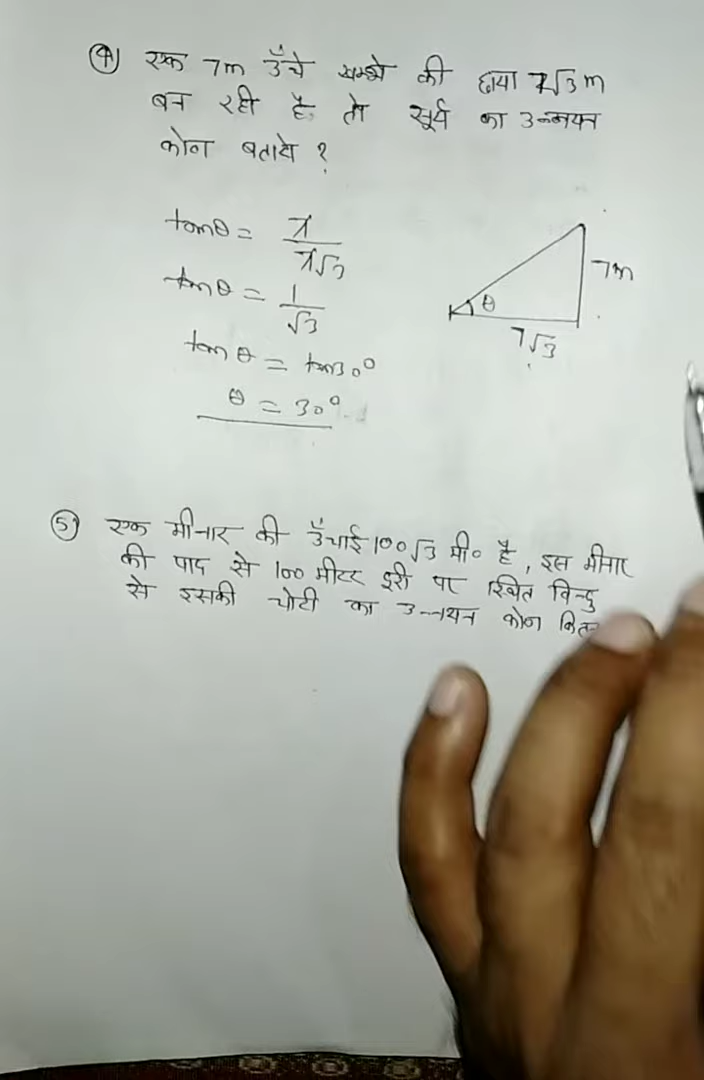 ④ एक 7m ऊँचे खम्भे की छाया 7√3 m
बन रही है, तो सूर्य का उन्नयन
कोण बताये ?
tanθ = 7/7√3
tanθ = 1/√3
tanθ = tan30°
θ = 30°
θ
7m
7√3
⑤ एक मीनार की ऊँचाई 100√3 मी० है, इस मीनार
की पाद से 100 मीटर दूरी पर स्थित विन्दु
से इसकी चोटी का उन्नयन कोण